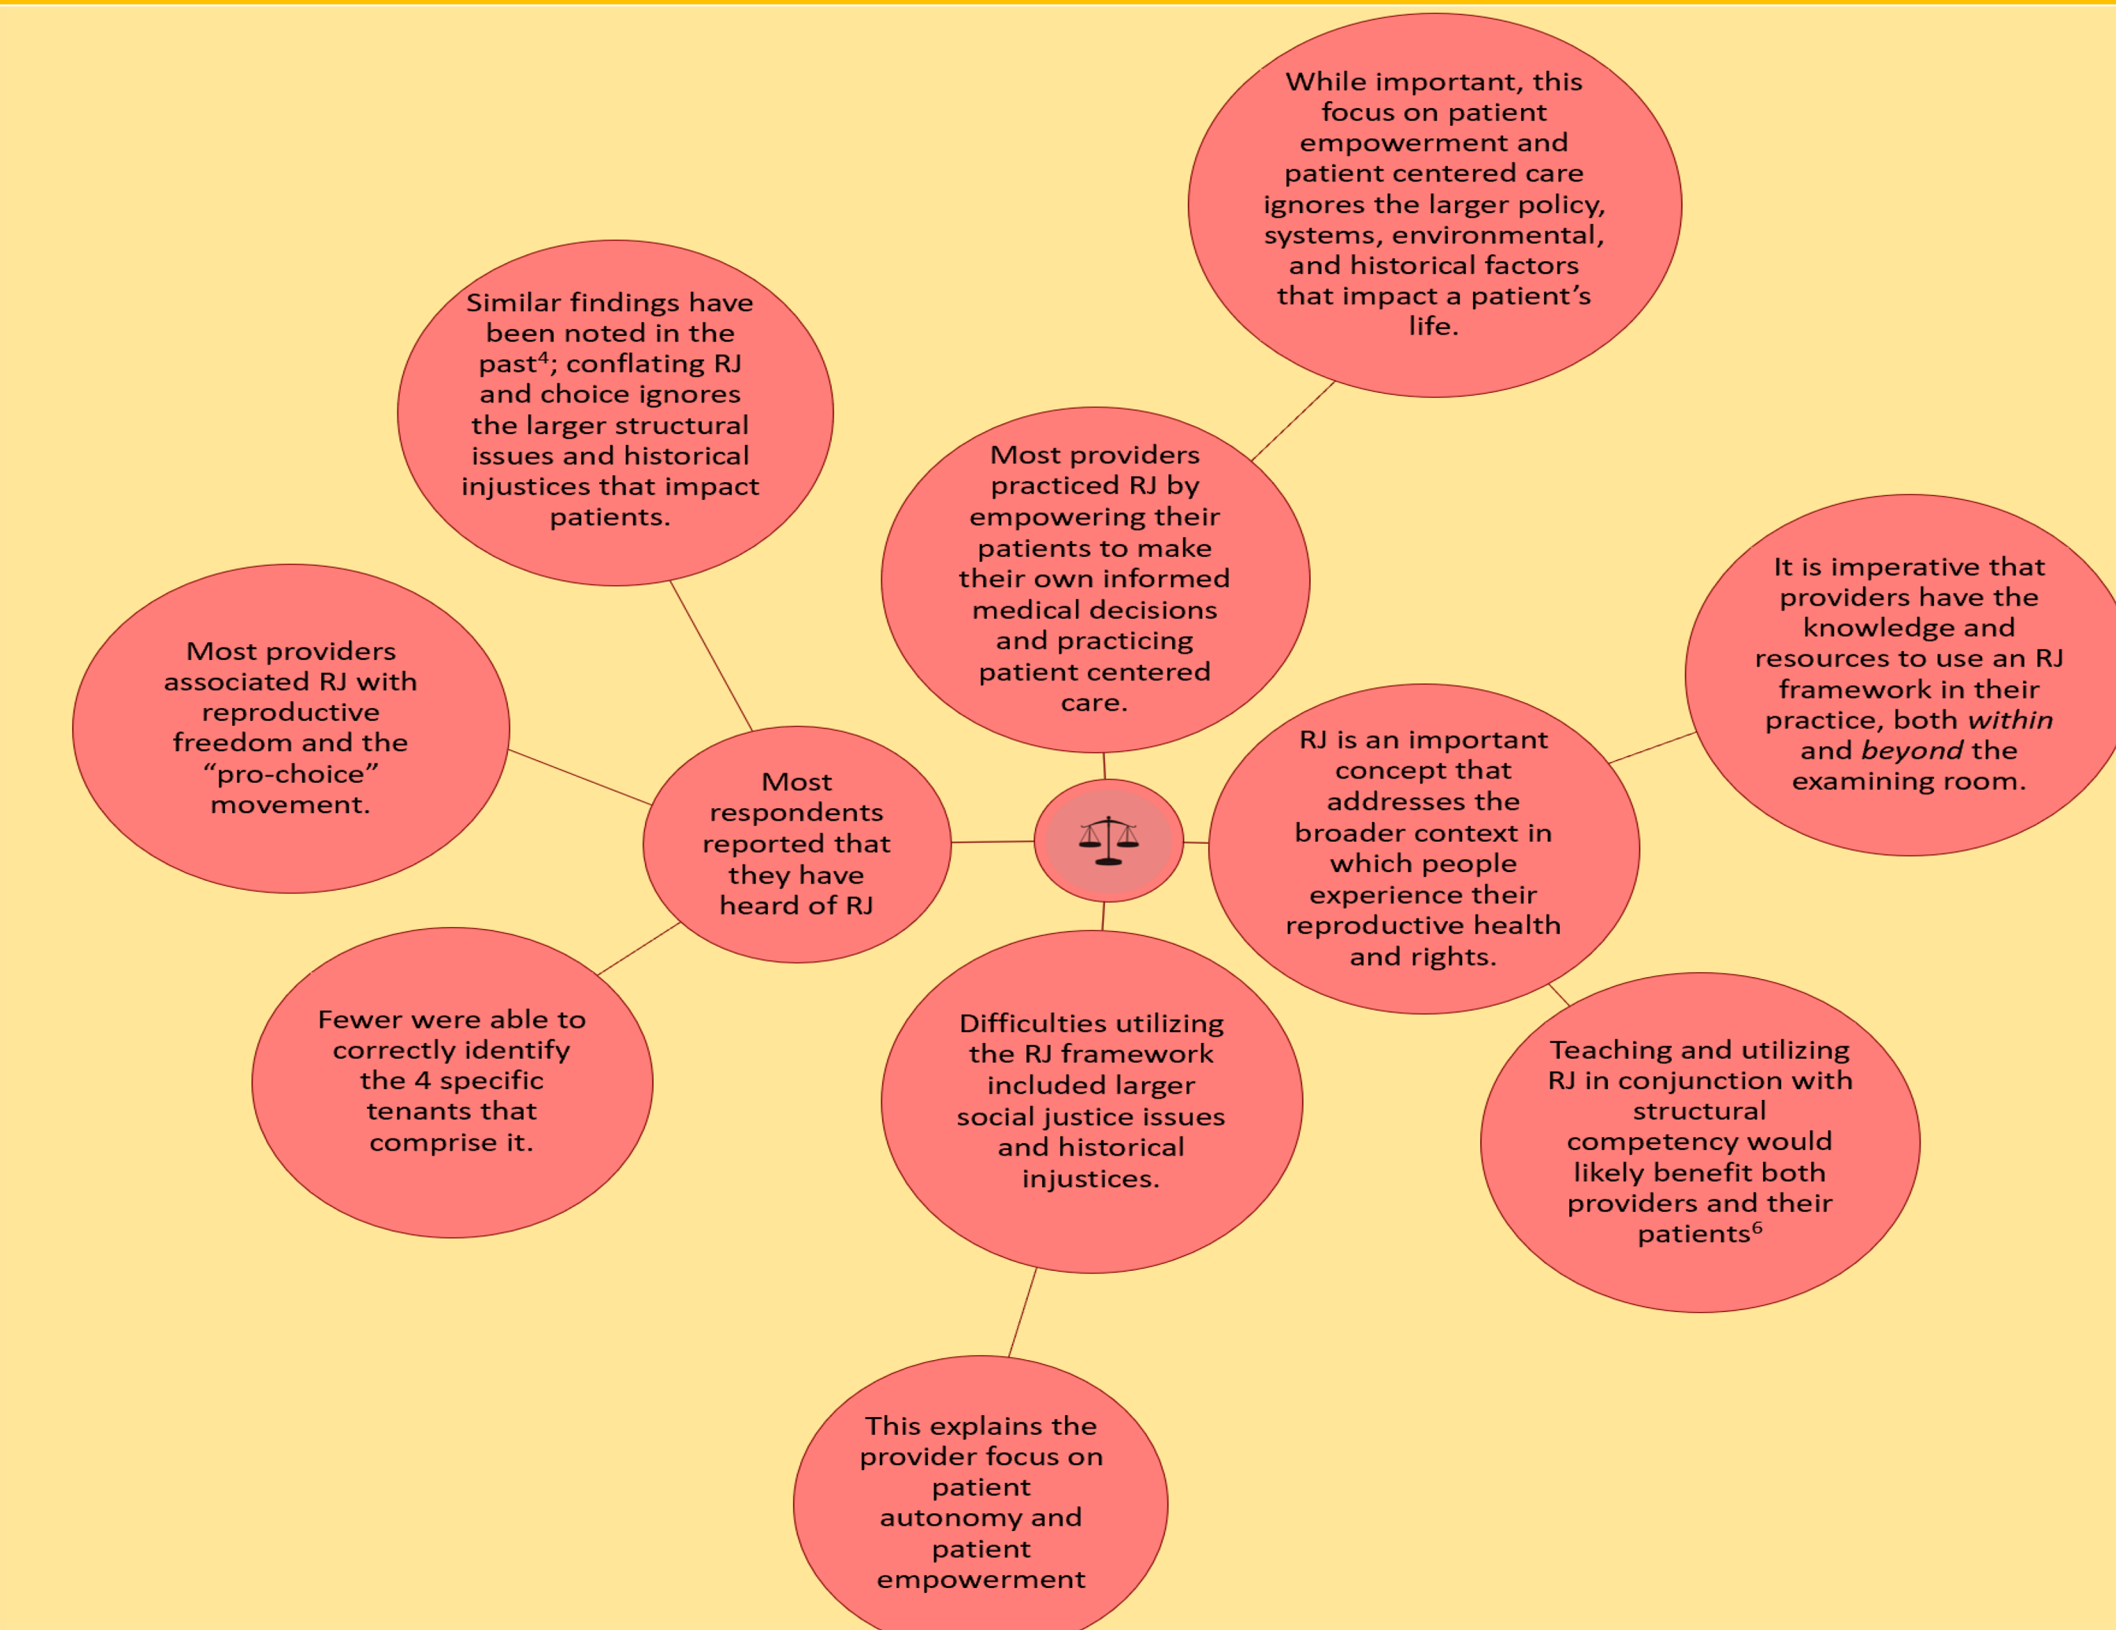 While important, this
focus on patient
empowerment and
patient centered care
ignores the larger policy,
systems, environmental,
and historical factors
that impact a patient’s
life.
Similar findings have
been noted in the
past⁴; conflating RJ
and choice ignores
the larger structural
issues and historical
injustices that impact
patients.
Most providers
practiced RJ by
empowering their
patients to make
their own informed
medical decisions
and practicing
patient centered
care.
It is imperative that
providers have the
knowledge and
resources to use an RJ
framework in their
practice, both within
and beyond the
examining room.
Most providers
associated RJ with
reproductive
freedom and the
“pro-choice”
movement.
Most
respondents
reported that
they have
heard of RJ
RJ is an important
concept that
addresses the
broader context in
which people
experience their
reproductive health
and rights.
Fewer were able to
correctly identify
the 4 specific
tenants that
comprise it.
Difficulties utilizing
the RJ framework
included larger
social justice issues
and historical
injustices.
Teaching and utilizing
RJ in conjunction with
structural
competency would
likely benefit both
providers and their
patients⁶
This explains the
provider focus on
patient
autonomy and
patient
empowerment